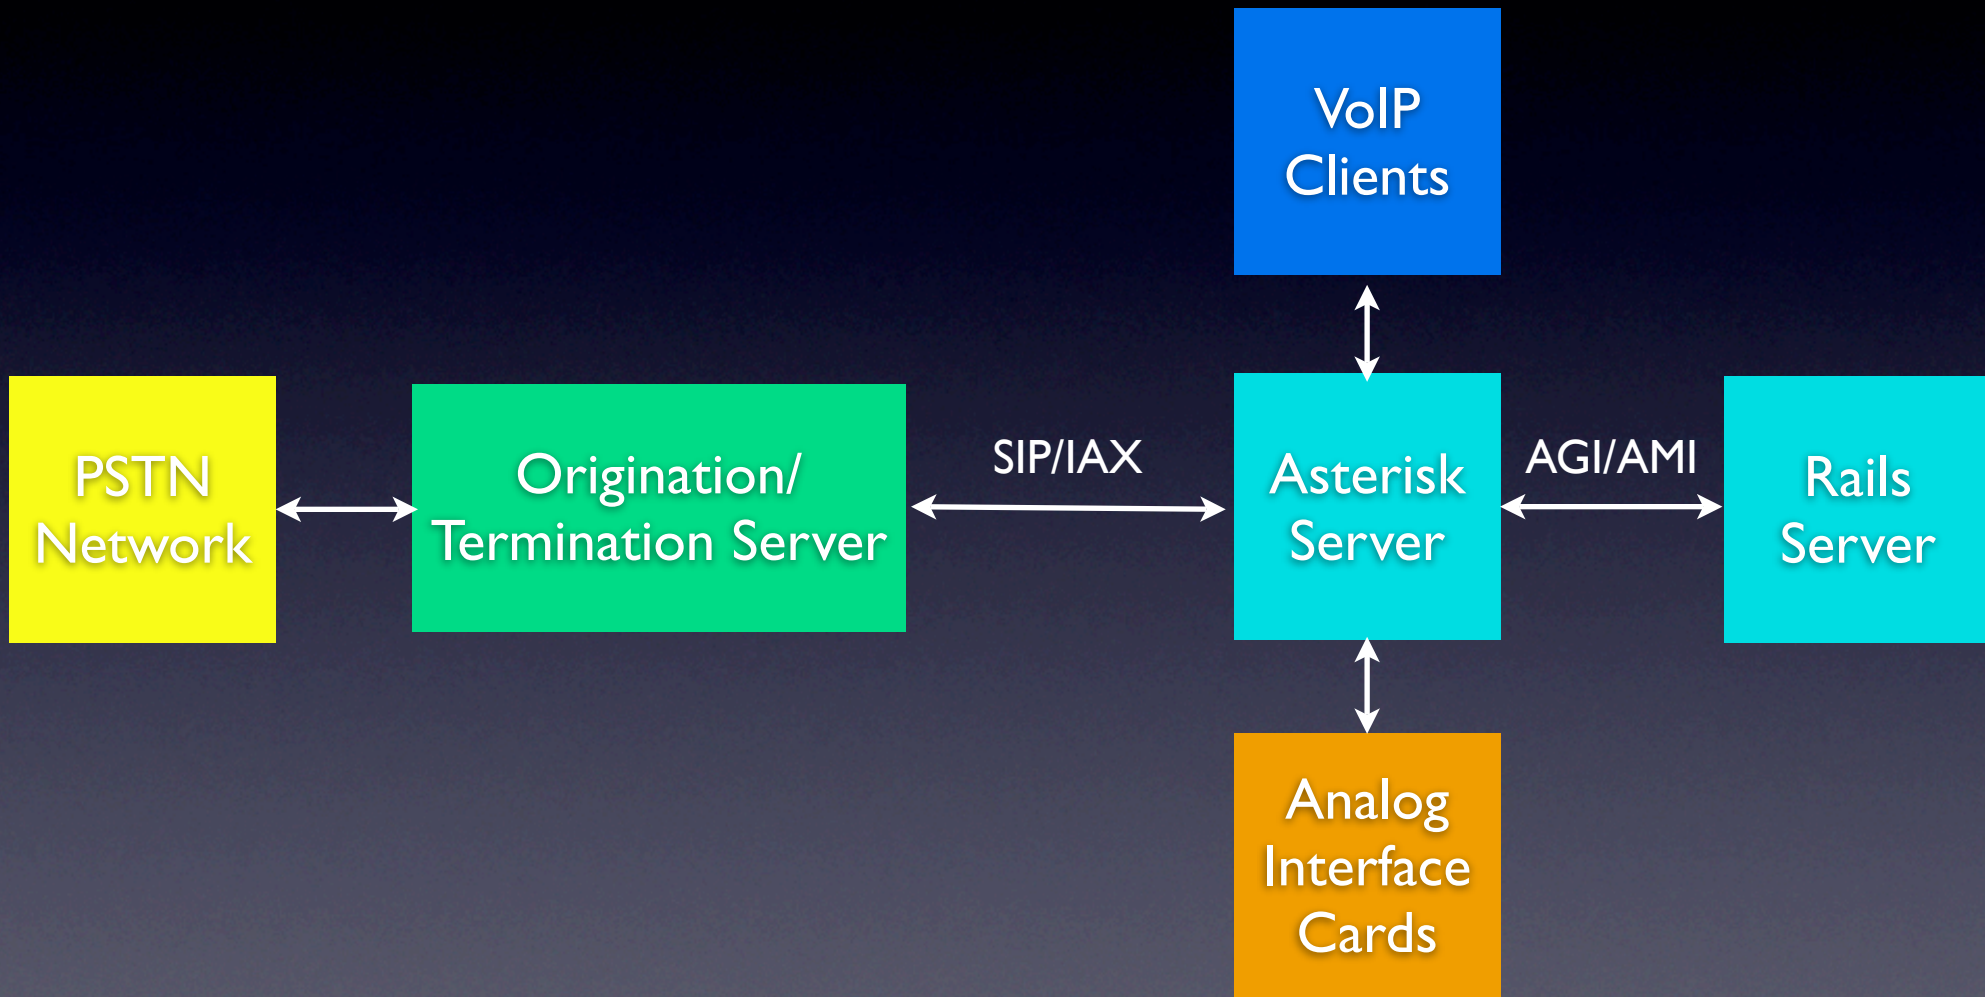 VoIP
Clients
PSTN
Network
Origination/
Termination Server
SIP/IAX
Asterisk
Server
AGI/AMI
Rails
Server
Analog
Interface
Cards